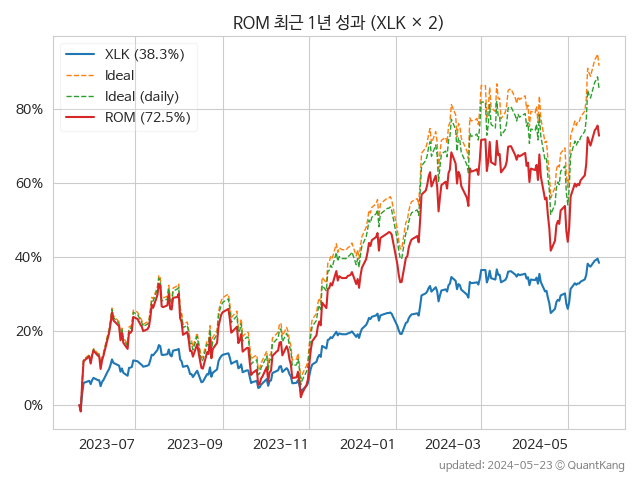 ROM 최근 1년 성과 (XLK × 2)
XLK (38.3%)
Ideal
Ideal (daily)
ROM (72.5%)
80%
60%
40%
20%
0%
2023-07 2023-09 2023-11 2024-01 2024-03 2024-05
updated: 2024-05-23 © QuantKang